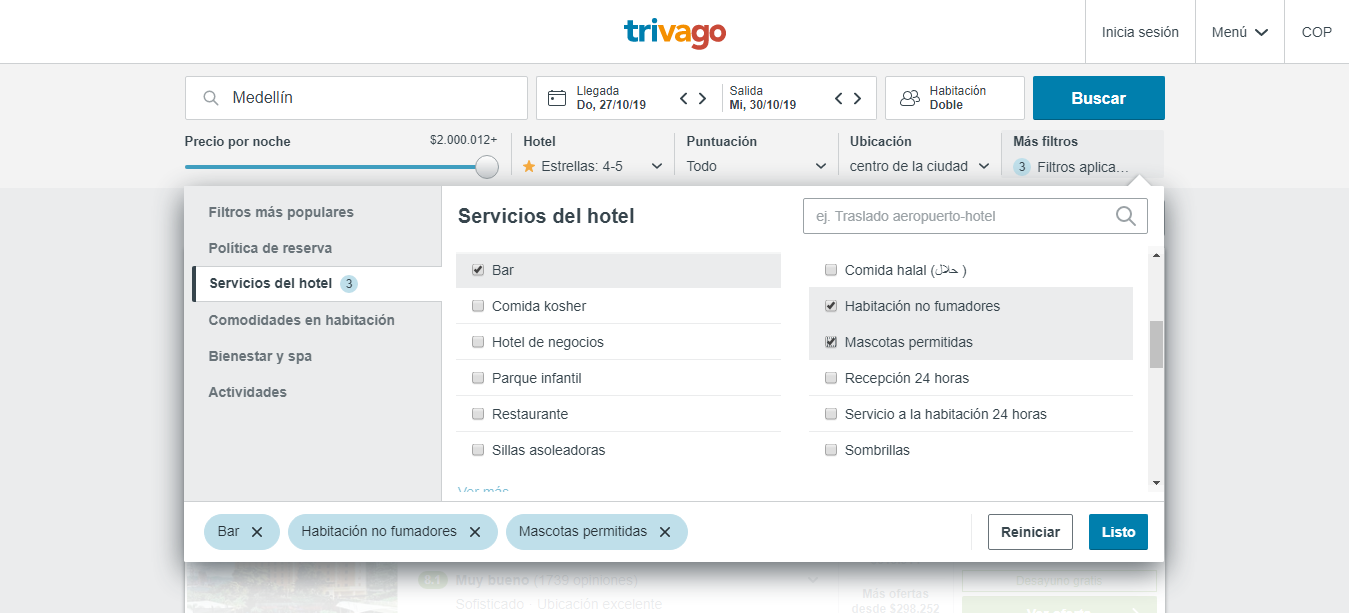 trivago
Inicia sesión
Menú
COP
Medellín
Llegada
Do, 27/10/19
Salida
Mi, 30/10/19
Habitación
Doble
Buscar
Precio por noche
$2.000.012+
Hotel
Estrellas: 4-5
Puntuación
Todo
Ubicación
centro de la ciudad
Más filtros
3 Filtros aplica...
Filtros más populares
Política de reserva
Servicios del hotel 3
Comodidades en habitación
Bienestar y spa
Actividades
Servicios del hotel
ej. Traslado aeropuerto-hotel
Bar
Comida kosher
Hotel de negocios
Parque infantil
Restaurante
Sillas asoleadoras
Ver más
Comida halal (حلال )
Habitación no fumadores
Mascotas permitidas
Recepción 24 horas
Servicio a la habitación 24 horas
Sombrillas
Bar
Habitación no fumadores
Mascotas permitidas
Reiniciar
Listo
8.1 Muy bueno (1739 opiniones)
Sofisticado Ubicación excelente
Más ofertas
desde $298.252
Desayuno gratis
Ver oferta